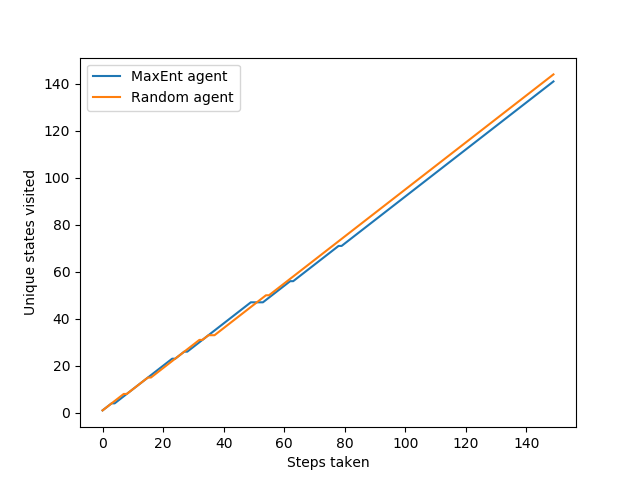 MaxEnt agent
Random agent
Unique states visited
140
120
100
80
60
40
20
0
0 20 40 60 80 100 120 140
Steps taken